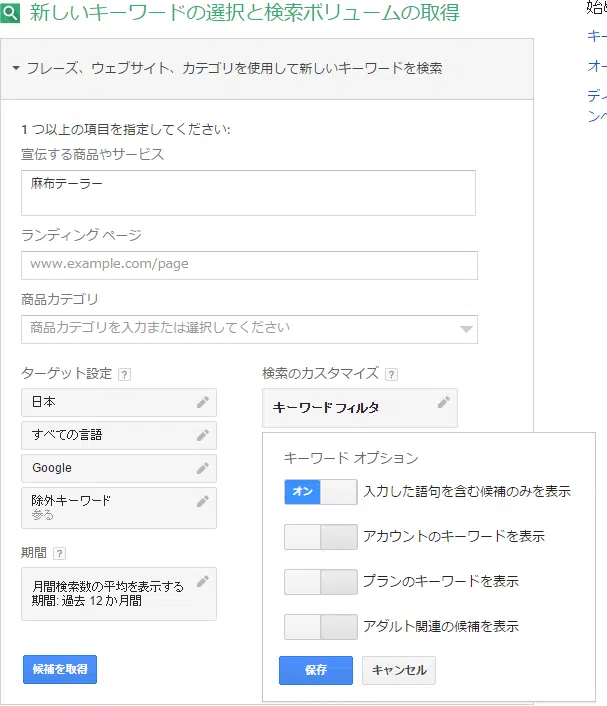 新しいキーワードの選択と検索ボリュームの取得
フレーズ、ウェブサイト、カテゴリを使用して新しいキーワードを検索
1 つ以上の項目を指定してください:
宣伝する商品やサービス
麻布テーラー
ランディング ページ
www.example.com/page
商品カテゴリ
商品カテゴリを入力または選択してください
ターゲット設定 ?
日本
すべての言語
Google
除外キーワード
参る
期間 ?
月間検索数の平均を表示する
期間: 過去 12 か月間
候補を取得
検索のカスタマイズ ?
キーワード フィルタ
キーワード オプション
オン 入力した語句を含む候補のみを表示
アカウントのキーワードを表示
プランのキーワードを表示
アダルト関連の候補を表示
保存 キャンセル
キー
オー
ディ
ンペ